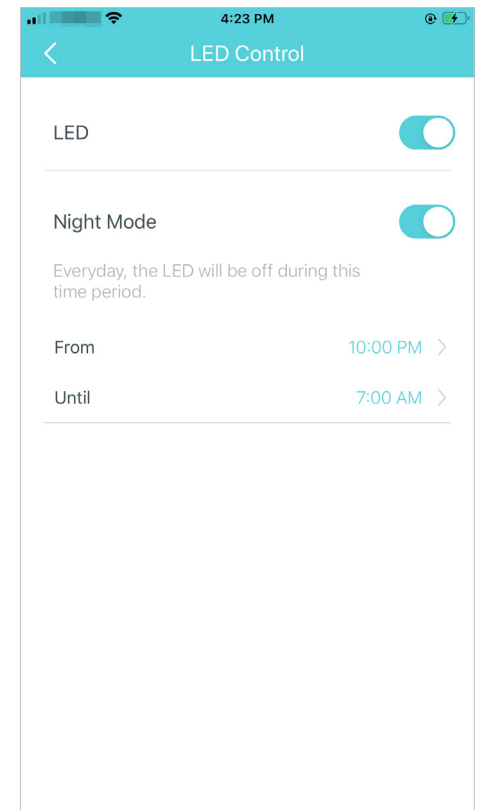 4:23 PM
LED Control
LED
Night Mode
Everyday, the LED will be off during this
time period.
From 10:00 PM
Until 7:00 AM